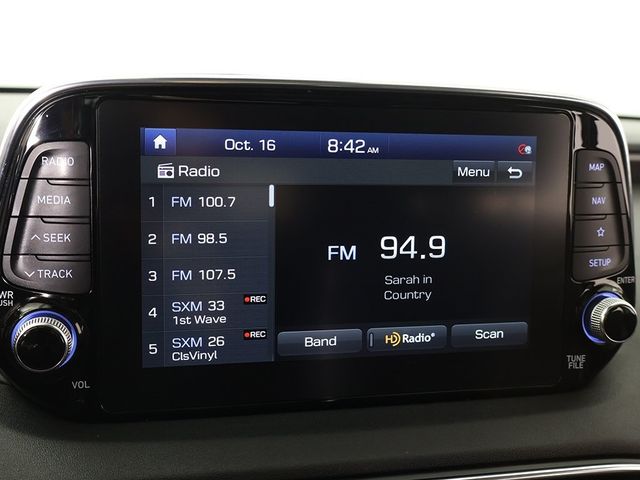 Oct. 16 8:42 AM
Radio Menu
1 FM 100.7
2 FM 98.5
3 FM 107.5
4 SXM 33 REC
1st Wave
5 SXM 26 REC
ClsVinyl
FM 94.9
Sarah in
Country
Band HD Radio® Scan
RADIO
MEDIA
SEEK
TRACK
PWR
PUSH
VOL
MAP
NAV
SETUP
ENTER
TUNE
FILE